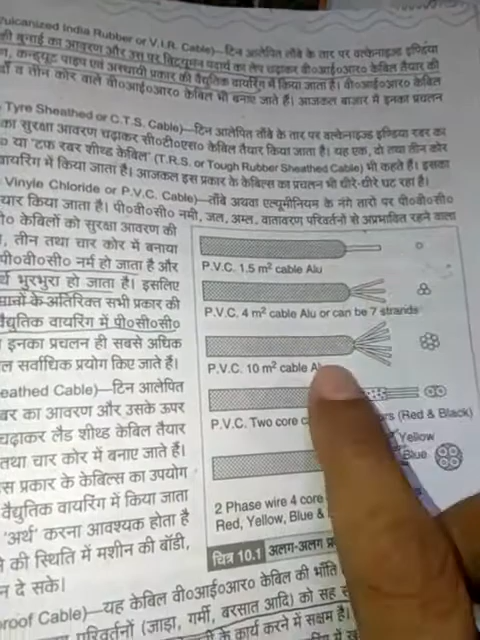 Vulcanized India Rubber or V.I.R. Cable)—टिन आलेपित ताँबे के तार पर वल्केनाइज्ड इण्डिया
की बुनाई का आवरण और उस पर बिटूमन पदार्थ का लेप चढ़ाकर वी०आई०आर० केबिल तैयार की
कन्ड्यूट पाइप एवं अस्थायी प्रकार की वैद्युतिक वायरिंग में किया जाता है। वी०आई०आर० केबिल
व तीन कोर वाले वी०आई०आर० केबिल भी बनाए जाते हैं। आजकल बाजार में इनका प्रचलन
Tyre Sheathed or C.T.S. Cable)—टिन आलेपित ताँबे के तार पर वल्केनाइज्ड इण्डिया रबर का
का सुरक्षा आवरण चढ़ाकर सी०टी०एस० केबिल तैयार किया जाता है। यह एक, दो तथा तीन कोर
० या 'टफ रबर शीथ्ड केबिल' (T.R.S. or Tough Rubber Sheathed Cable) भी कहते हैं। इसका
वायरिंग में किया जाता है। आजकल इस प्रकार के केबिल्स का प्रचलन भी धीरे-धीरे घट रहा है।
Vinyle Chloride or P.V.C. Cable)—ताँबे अथवा एल्युमीनियम के नंगे तारों पर पी०वी०सी०
यार किया जाता है। पी०वी०सी० नमी, जल, अम्ल, वातावरण परिवर्तनों से अप्रभावित रहने वाला
ी० केबिलों को सुरक्षा आवरण की
, तीन तथा चार कोर में बनाया
पी०वी०सी० नर्म हो जाता है और
भुरभुरा हो जाता है। इसलिए
के अतिरिक्त सभी प्रकार की
वैद्युतिक वायरिंग में पी०वी०सी०
इनका प्रचलन ही सबसे अधिक
सर्वाधिक प्रयोग किए जाते हैं।
P.V.C. 1.5 m² cable Alu
P.V.C. 4 m² cable Alu or can be 7 strands
P.V.C. 10 m² cable
P.V.C. Two core
(Red & Black)
Yellow
Blue
2 Phase wire 4 core
Red, Yellow, Blue &
चित्र 10.1 अलग-अलग
eathed Cable)—टिन आलेपित
बर का आवरण और उसके ऊपर
चढ़ाकर लैड शीथ्ड केबिल तैयार
तथा चार कोर में बनाए जाते हैं।
स प्रकार के केबिल्स का उपयोग
वैद्युतिक वायरिंग में किया जाता
'अर्थ' करना आवश्यक होता है
की स्थिति में मशीन की बॉडी,
न दे सके।
roof Cable)—यह केबिल वी०आई०आर० केबिल की भाँति
परिवर्तनों (जाड़ा, गर्मी, बरसात आदि) को सह
के कार्य करने में सक्षम है।